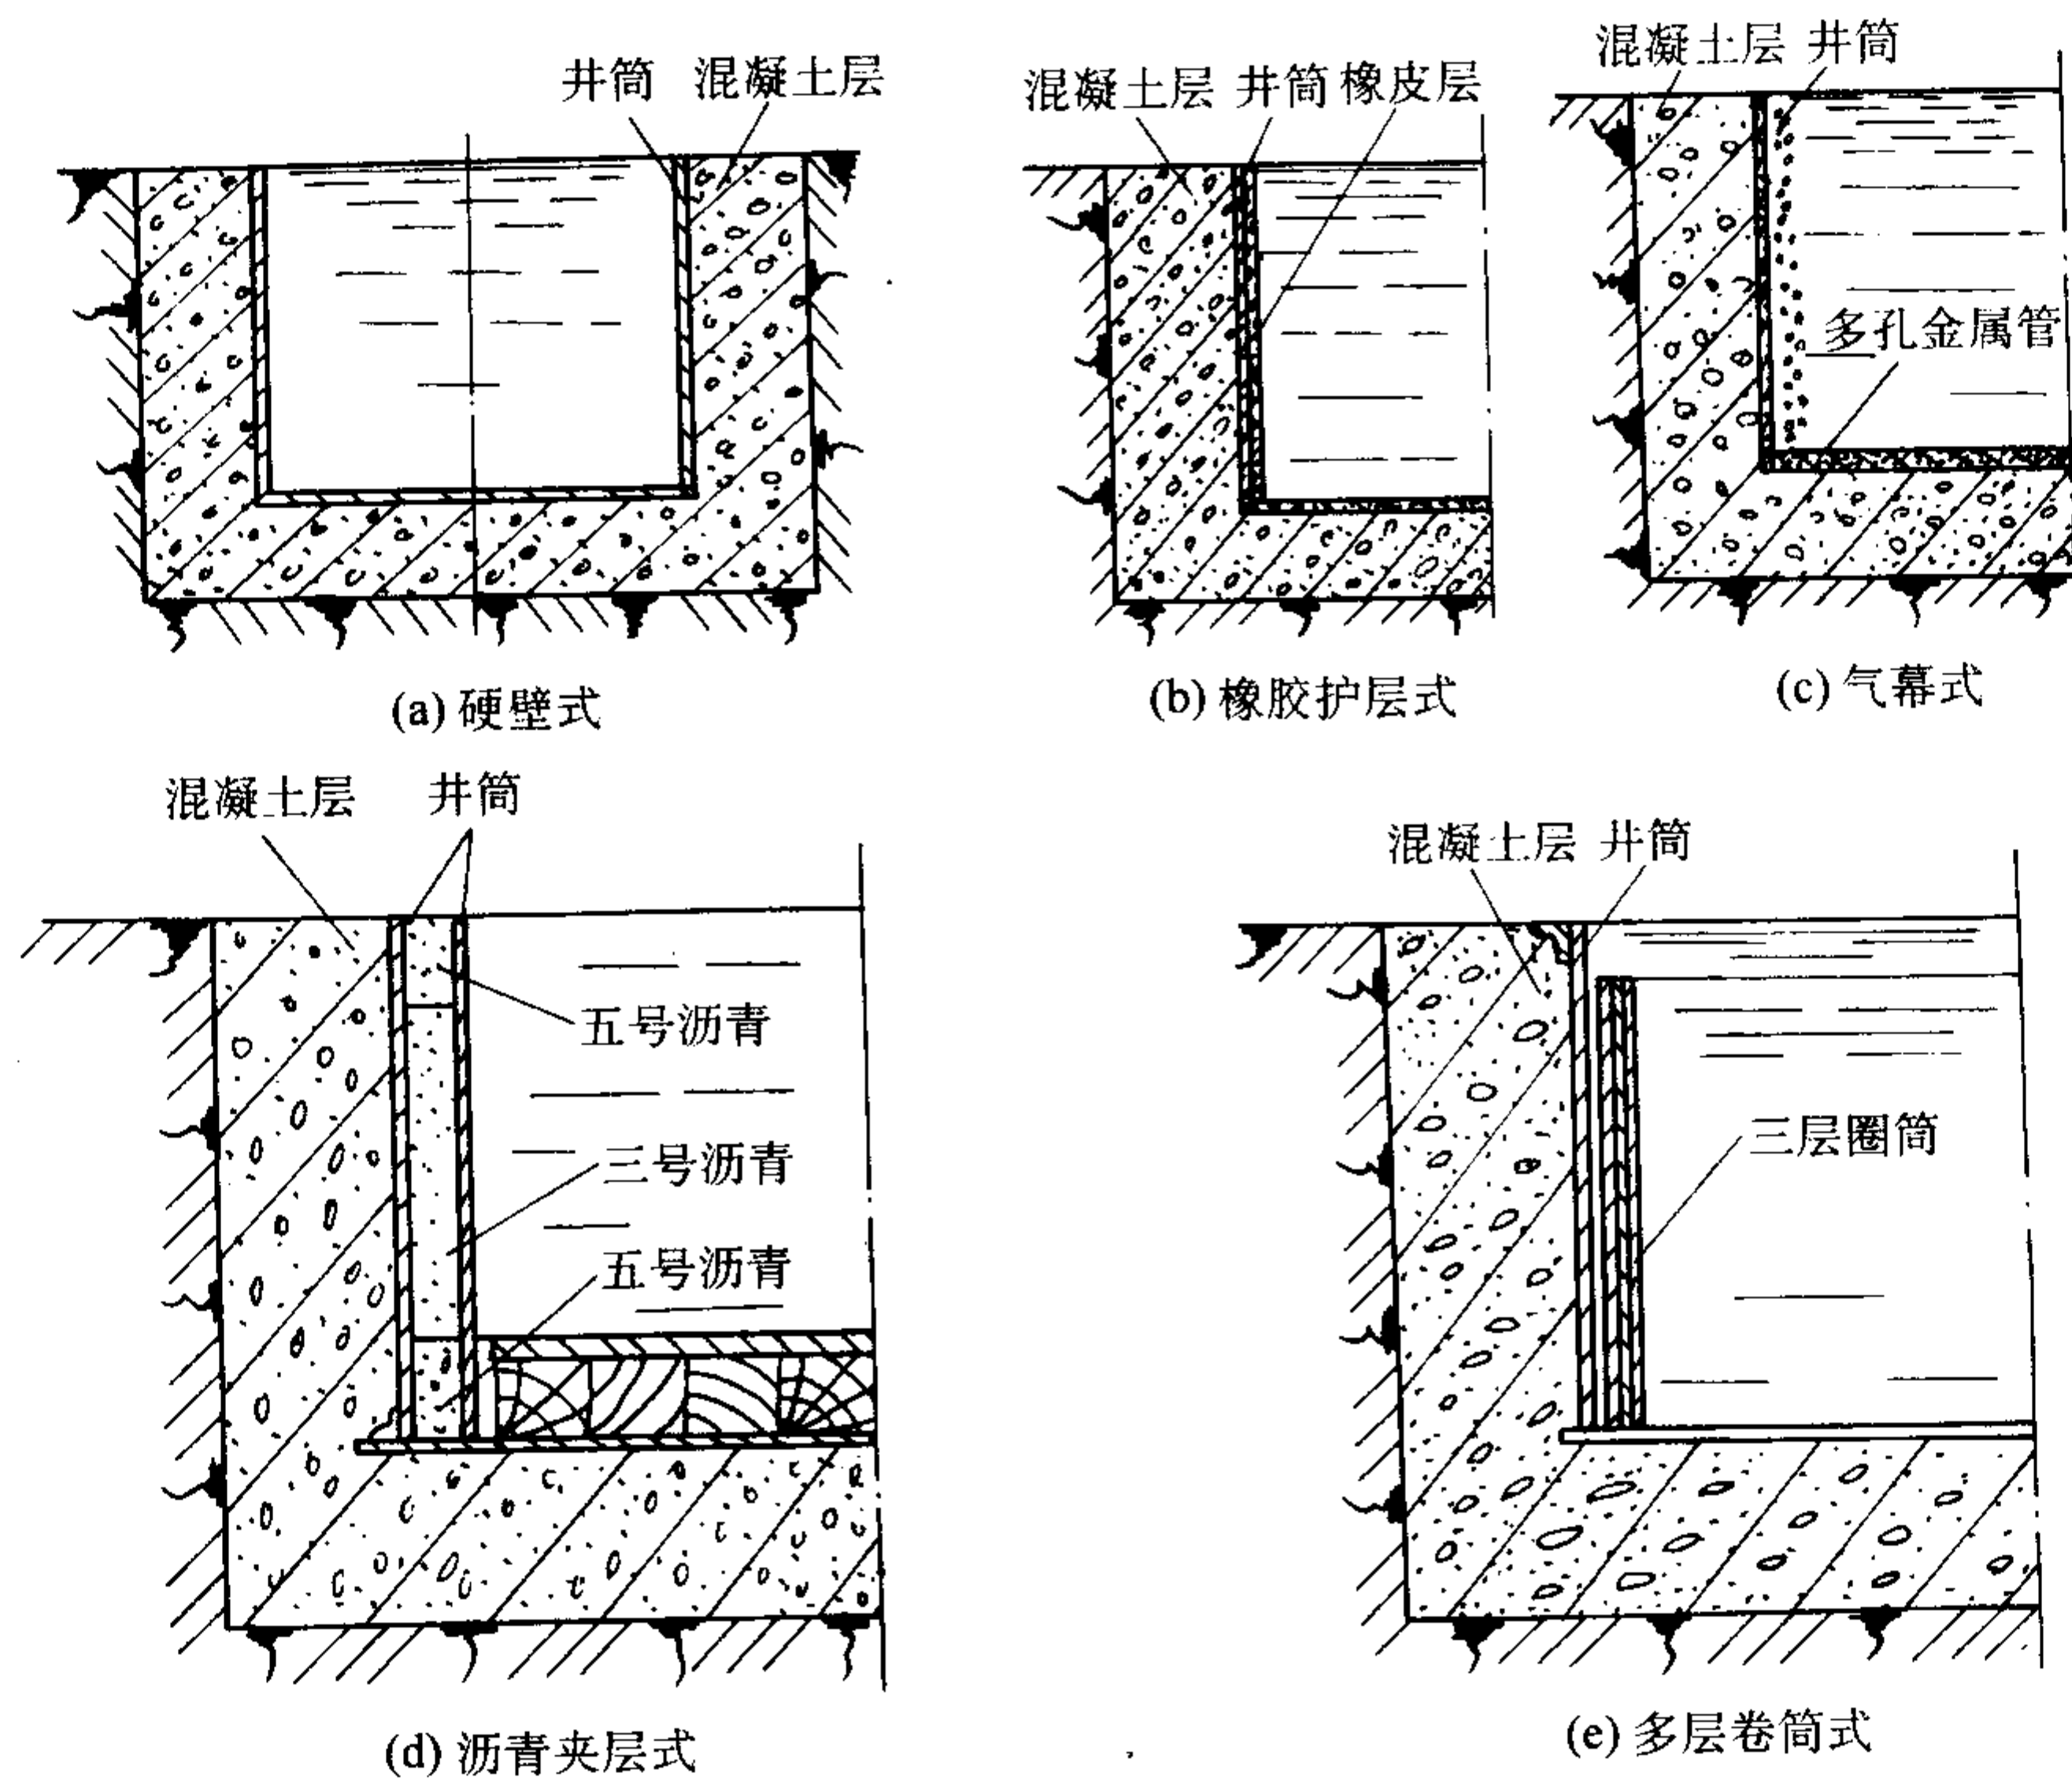 井筒 混凝土层
混凝土层 井筒 橡皮层
混凝土层 井筒
多孔金属管
(a) 硬壁式
(b) 橡胶护层式
(c) 气幕式
混凝土层 井筒
五号沥青
三号沥青
五号沥青
混凝土层 井筒
三层圈筒
(d) 沥青夹层式
(e) 多层卷筒式